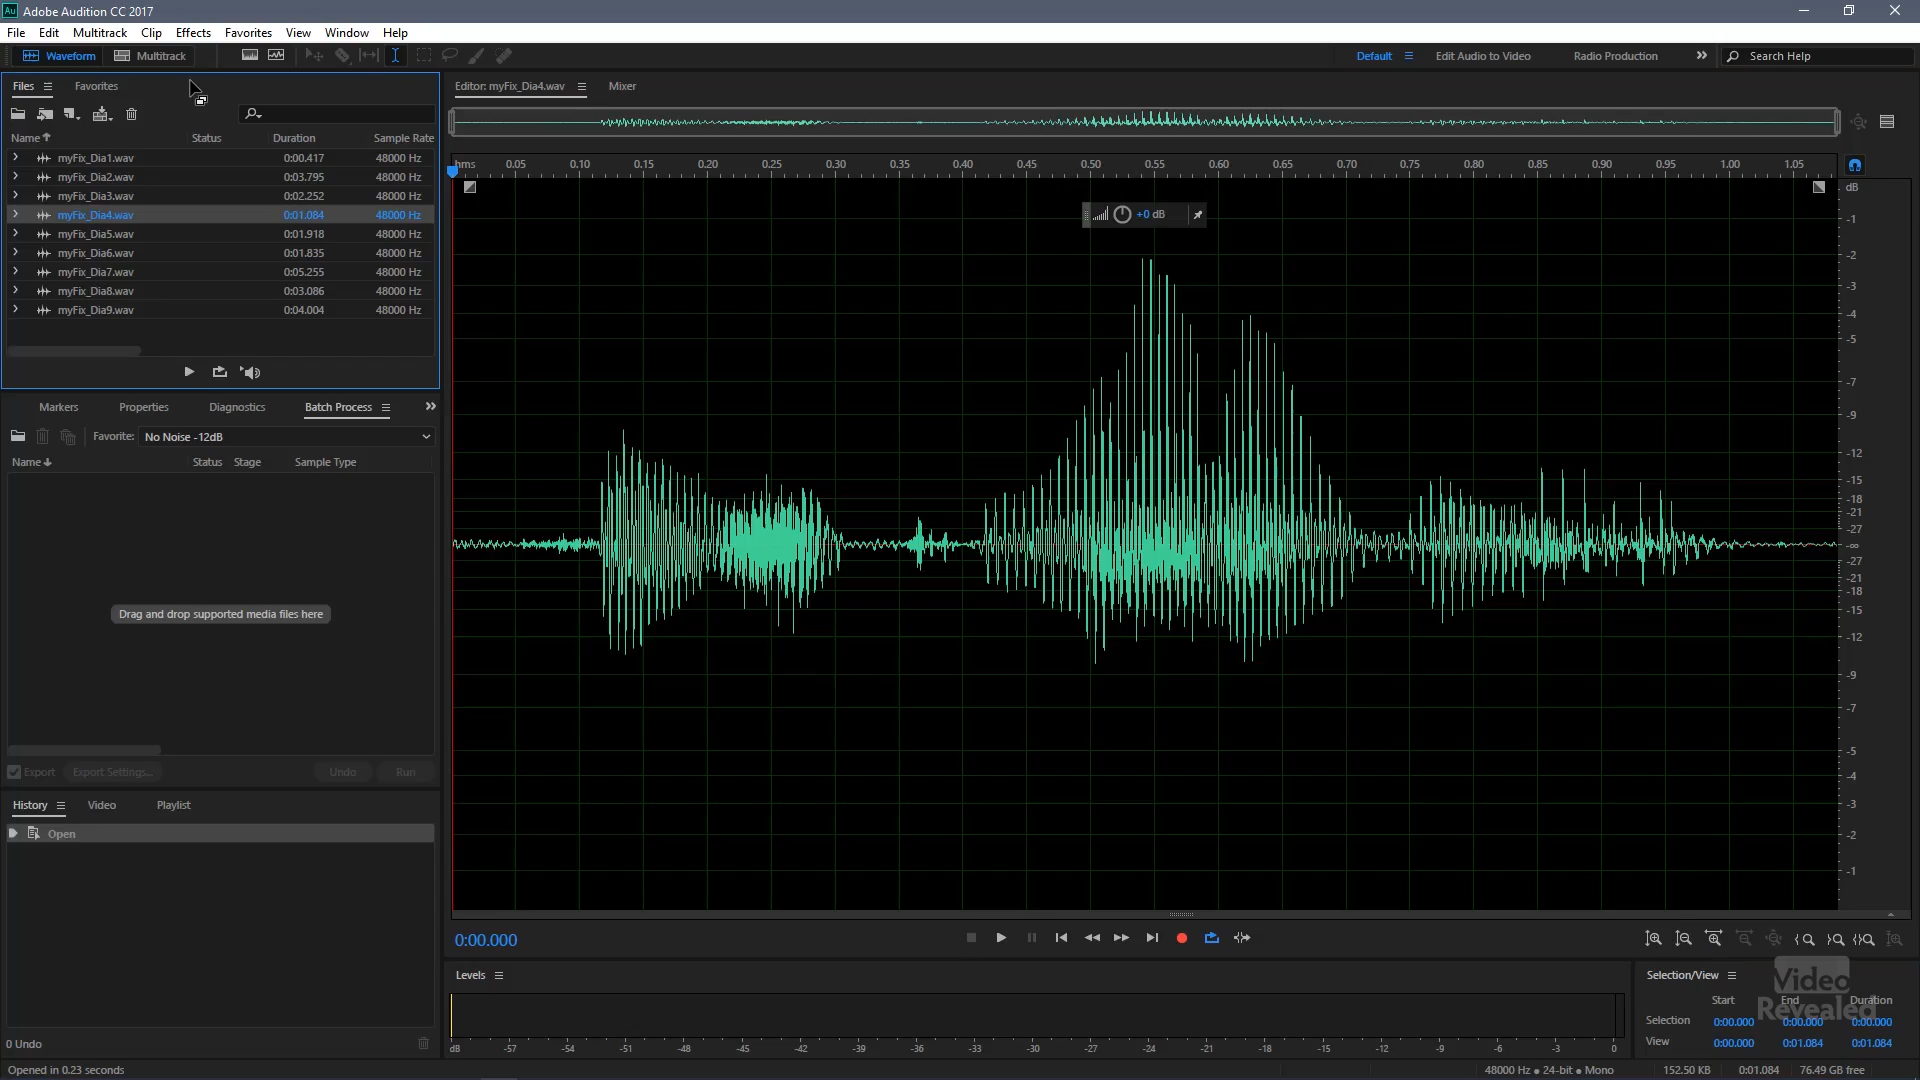 Au Adobe Audition CC 2017
File Edit Multitrack Clip Effects Favorites View Window Help
Waveform Multitrack Default Edit Audio to Video Radio Production Search Help
Files Favorites
Name Status Duration Sample Rate
myFix_Dia1.wav 0:00.417 48000 Hz
myFix_Dia2.wav 0:03.795 48000 Hz
myFix_Dia3.wav 0:02.252 48000 Hz
myFix_Dia4.wav 0:01.084 48000 Hz
myFix_Dia5.wav 0:01.918 48000 Hz
myFix_Dia6.wav 0:01.835 48000 Hz
myFix_Dia7.wav 0:05.255 48000 Hz
myFix_Dia8.wav 0:03.086 48000 Hz
myFix_Dia9.wav 0:04.004 48000 Hz
Markers Properties Diagnostics Batch Process
Favorite: No Noise -12dB
Name Status Stage Sample Type
Drag and drop supported media files here
Export Export Settings... Undo Run
History Video Playlist
Open
0 Undo
Opened in 0.23 seconds
Editor: myFix_Dia4.wav Mixer
hms 0.05 0.10 0.15 0.20 0.25 0.30 0.35 0.40 0.45 0.50 0.55 0.60 0.65 0.70 0.75 0.80 0.85 0.90 0.95 1.00 1.05
+0 dB
dB
-1
-2
-3
-4
-5
-7
-9
-12
-15
-18
-21
-27
-∞
-27
-21
-18
-15
-12
-9
-7
-5
-4
-3
-2
-1
0:00.000
Levels
dB -57 -54 -51 -48 -45 -42 -39 -36 -33 -30 -27 -24 -21 -18 -15 -12 -9 -6 -3 0
Selection/View
Start End Duration
Selection 0:00.000 0:00.000 0:00.000
View 0:00.000 0:01.084 0:01.084
Video
Revealed
48000 Hz • 24-bit • Mono 152.50 KB 0:01.084 76.49 GB free